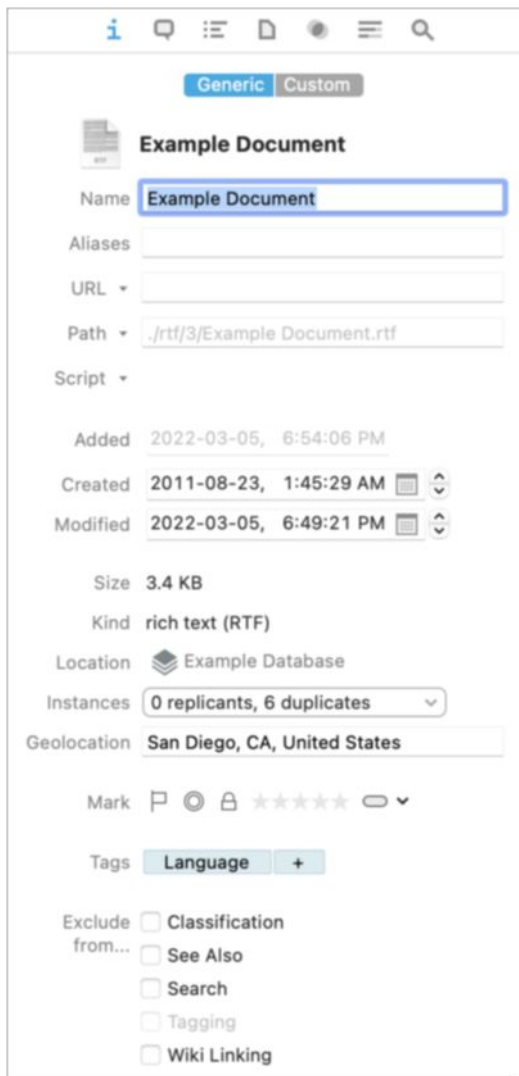 Generic Custom
Example Document
Name Example Document
Aliases
URL
Path ./rtf/3/Example Document.rtf
Script
Added 2022-03-05, 6:54:06 PM
Created 2011-08-23, 1:45:29 AM
Modified 2022-03-05, 6:49:21 PM
Size 3.4 KB
Kind rich text (RTF)
Location Example Database
Instances 0 replicants, 6 duplicates
Geolocation San Diego, CA, United States
Mark
Tags Language +
Exclude from... Classification
See Also
Search
Tagging
Wiki Linking